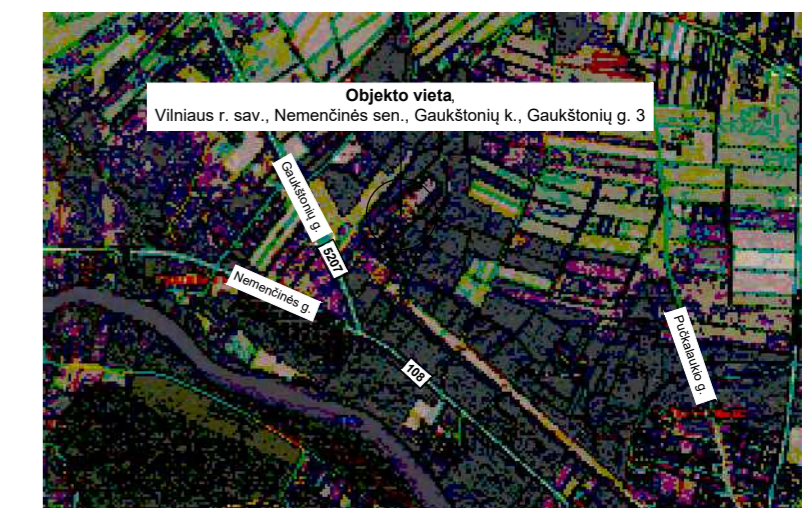 Objekto vieta,
Vilniaus r. sav., Nemenčinės sen., Gaukštonių k., Gaukštonių g. 3
Gaukštonių g.
5207
Nemenčinės g.
108
Pučkalaukio g.